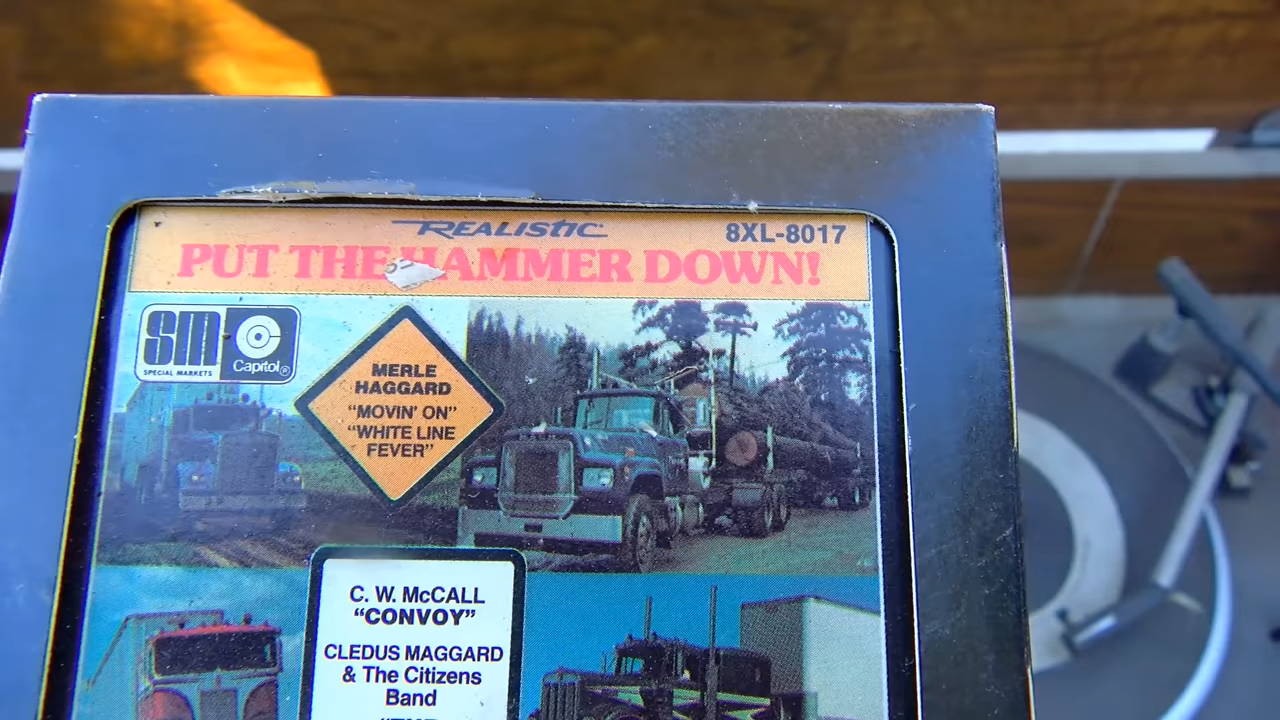 REALISTIC 8XL-8017
PUT THE HAMMER DOWN!
SM
SPECIAL MARKETS
Capitol®
MERLE
HAGGARD
“MOVIN’ ON”
“WHITE LINE
FEVER”
C. W. McCALL
“CONVOY”
CLEDUS MAGGARD
& The Citizens
Band